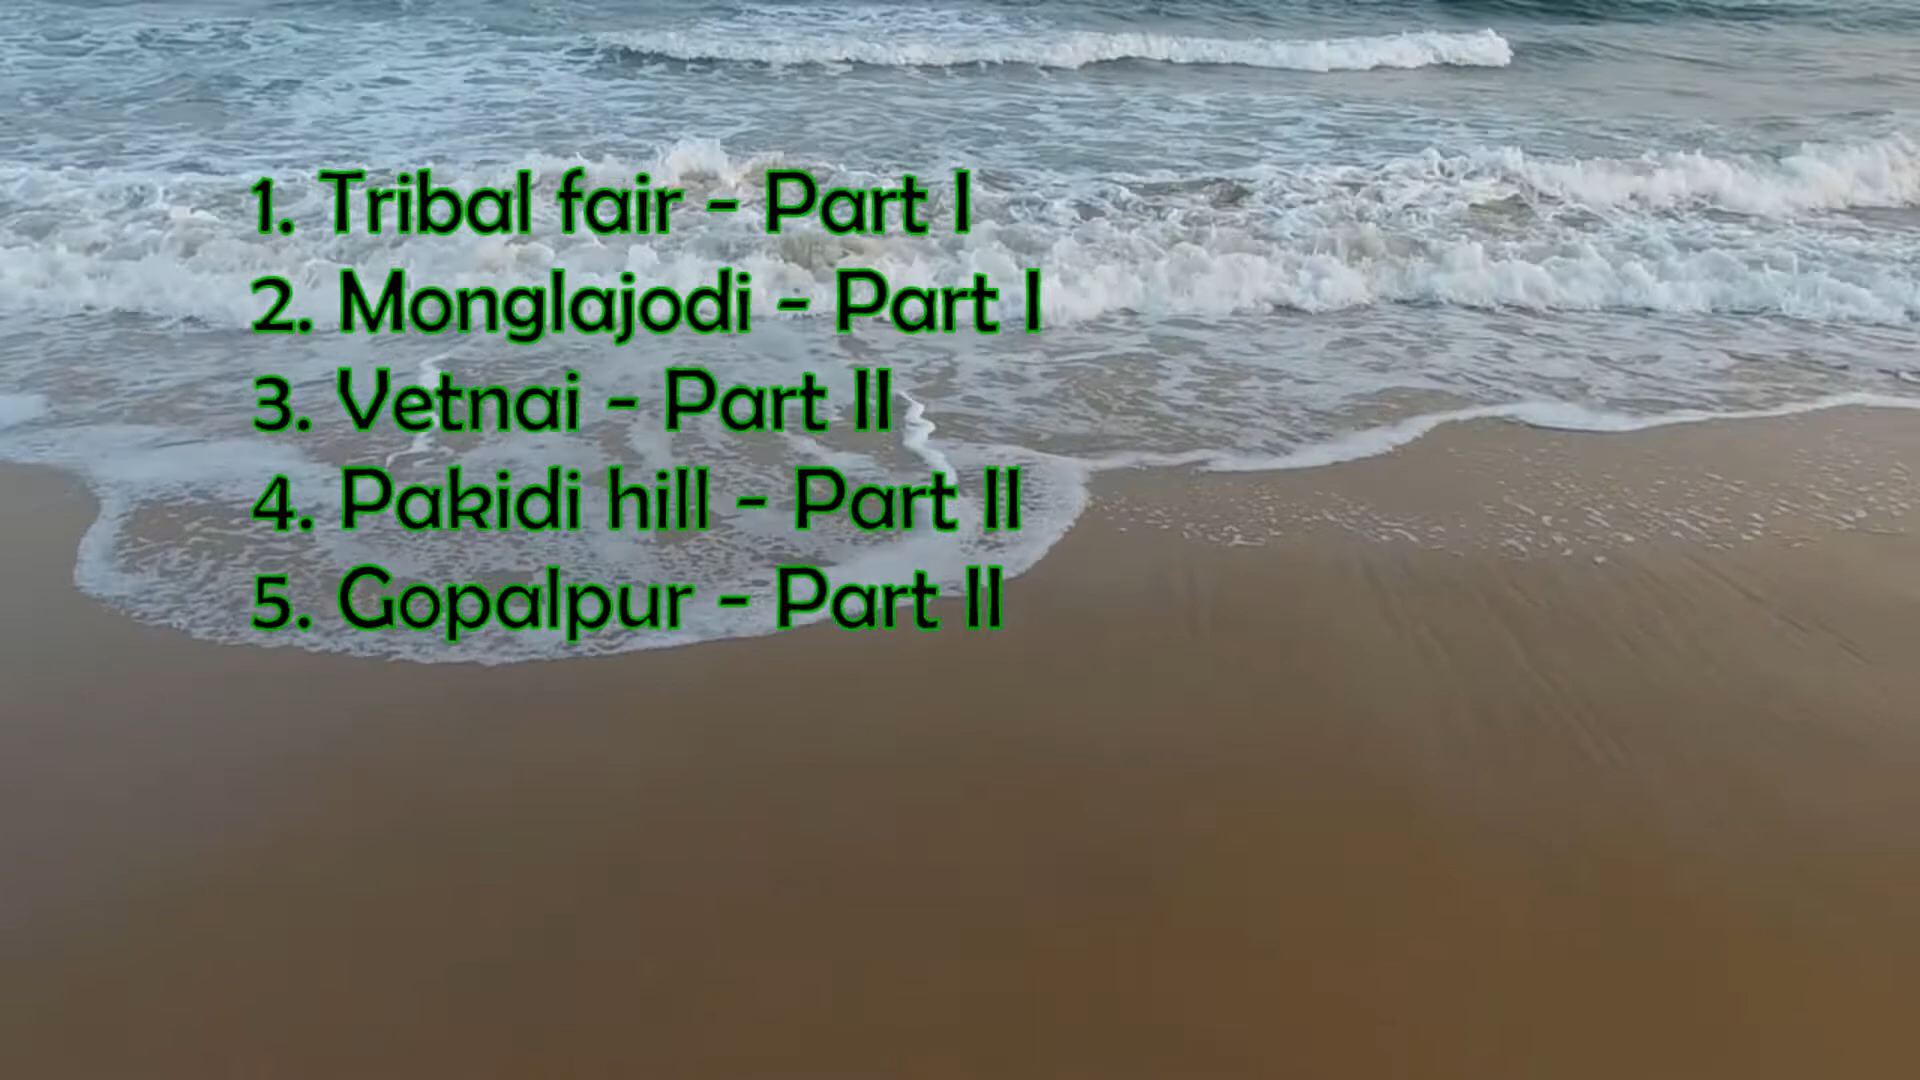 1. Tribal fair - Part I
2. Monglajodi - Part I
3. Vetnai - Part II
4. Pakidi hill - Part II
5. Gopalpur - Part II